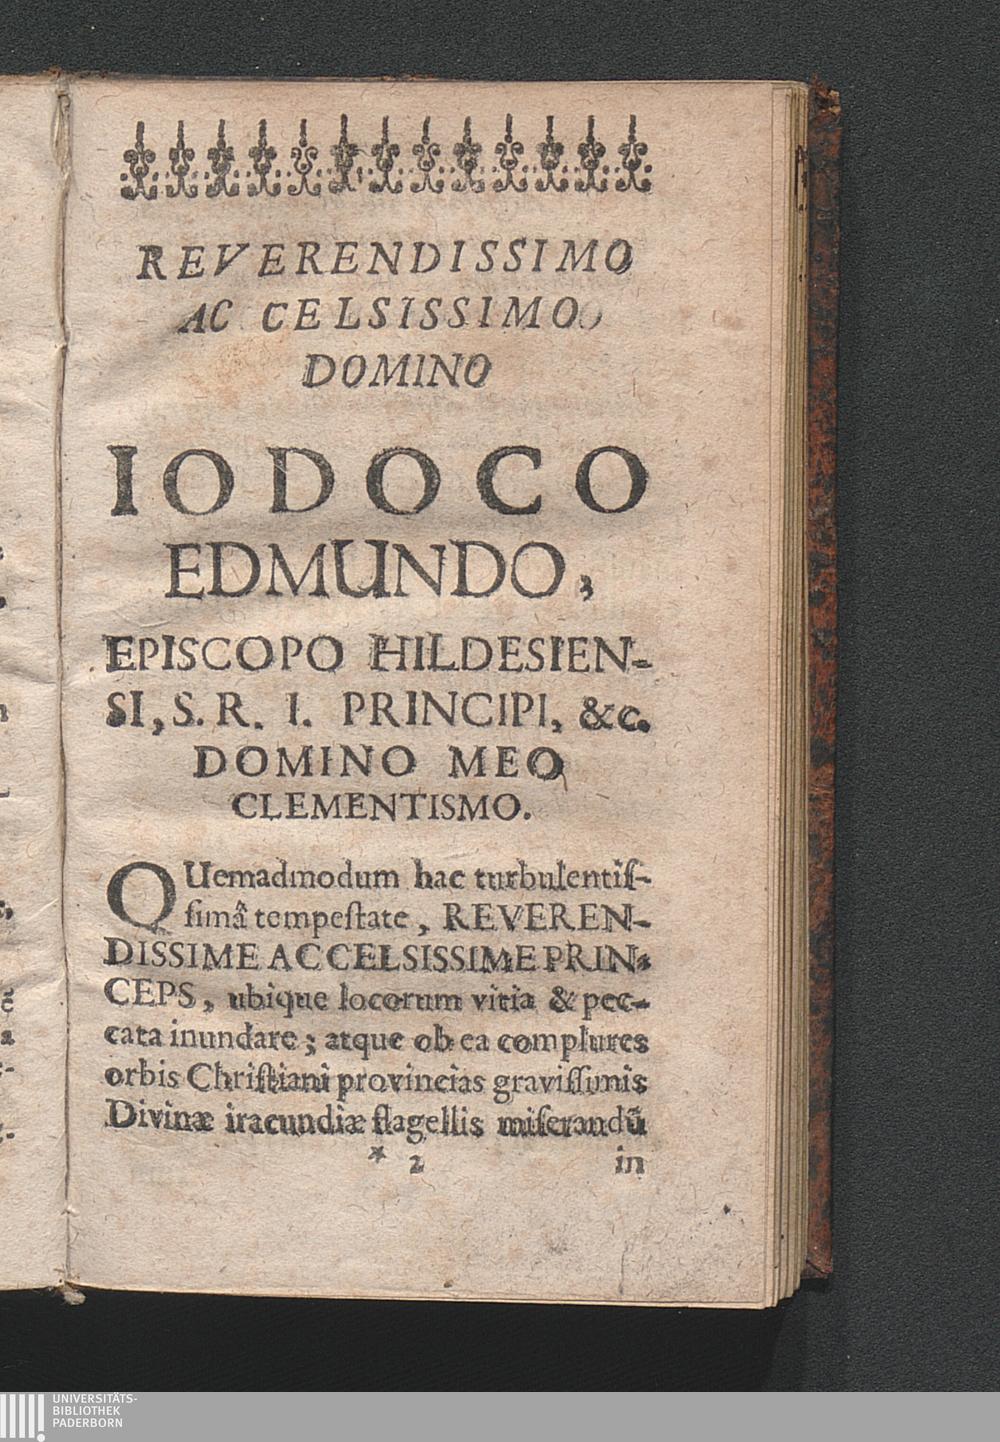 REVERENDISSIMO
AC CELSISSIMO
DOMINO
IODOCO
EDMUNDO,
EPISCOPO HILDESIEN-
SI, S. R. I. PRINCIPI, &c.
DOMINO MEO
CLEMENTISMO.
QUemadmodum hac turbulentiſ-
ſimâ tempeſtate, REVEREN-
DISSIME AC CELSISSIME PRIN-
CEPS, ubique locorum vitia & pec-
cata inundare; atque ob ea complures
orbis Chriſtiani provincias graviſſimis
Divinæ iracundiæ flagellis miſerandū
* 2 in
UNIVERSITÄTS-
BIBLIOTHEK
PADERBORN